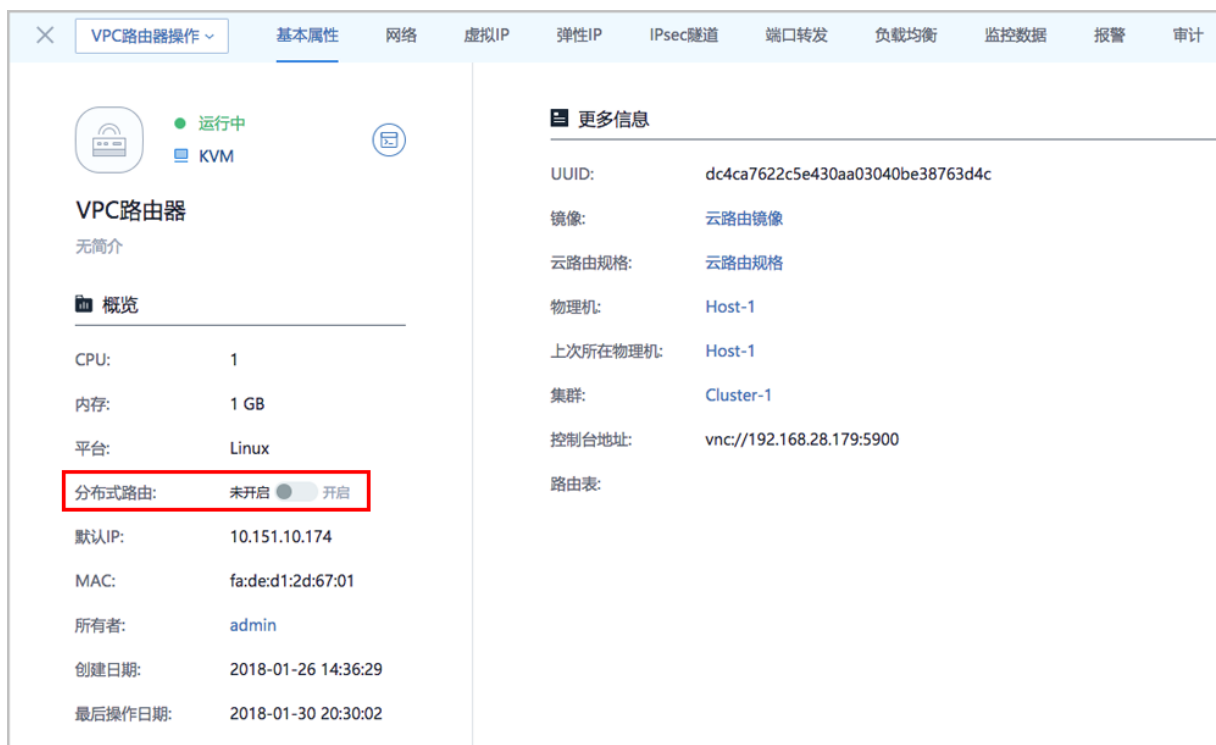 VPC路由器操作 基本属性 网络 虚拟IP 弹性IP IPsec隧道 端口转发 负载均衡 监控数据 报警 审计
运行中
KVM
VPC路由器
无简介
概览
CPU: 1
内存: 1 GB
平台: Linux
分布式路由: 未开启 开启
默认IP: 10.151.10.174
MAC: fa:de:d1:2d:67:01
所有者: admin
创建日期: 2018-01-26 14:36:29
最后操作日期: 2018-01-30 20:30:02
更多信息
UUID: dc4ca7622c5e430aa03040be38763d4c
镜像: 云路由镜像
云路由规格: 云路由规格
物理机: Host-1
上次所在物理机: Host-1
集群: Cluster-1
控制台地址: vnc://192.168.28.179:5900
路由表: